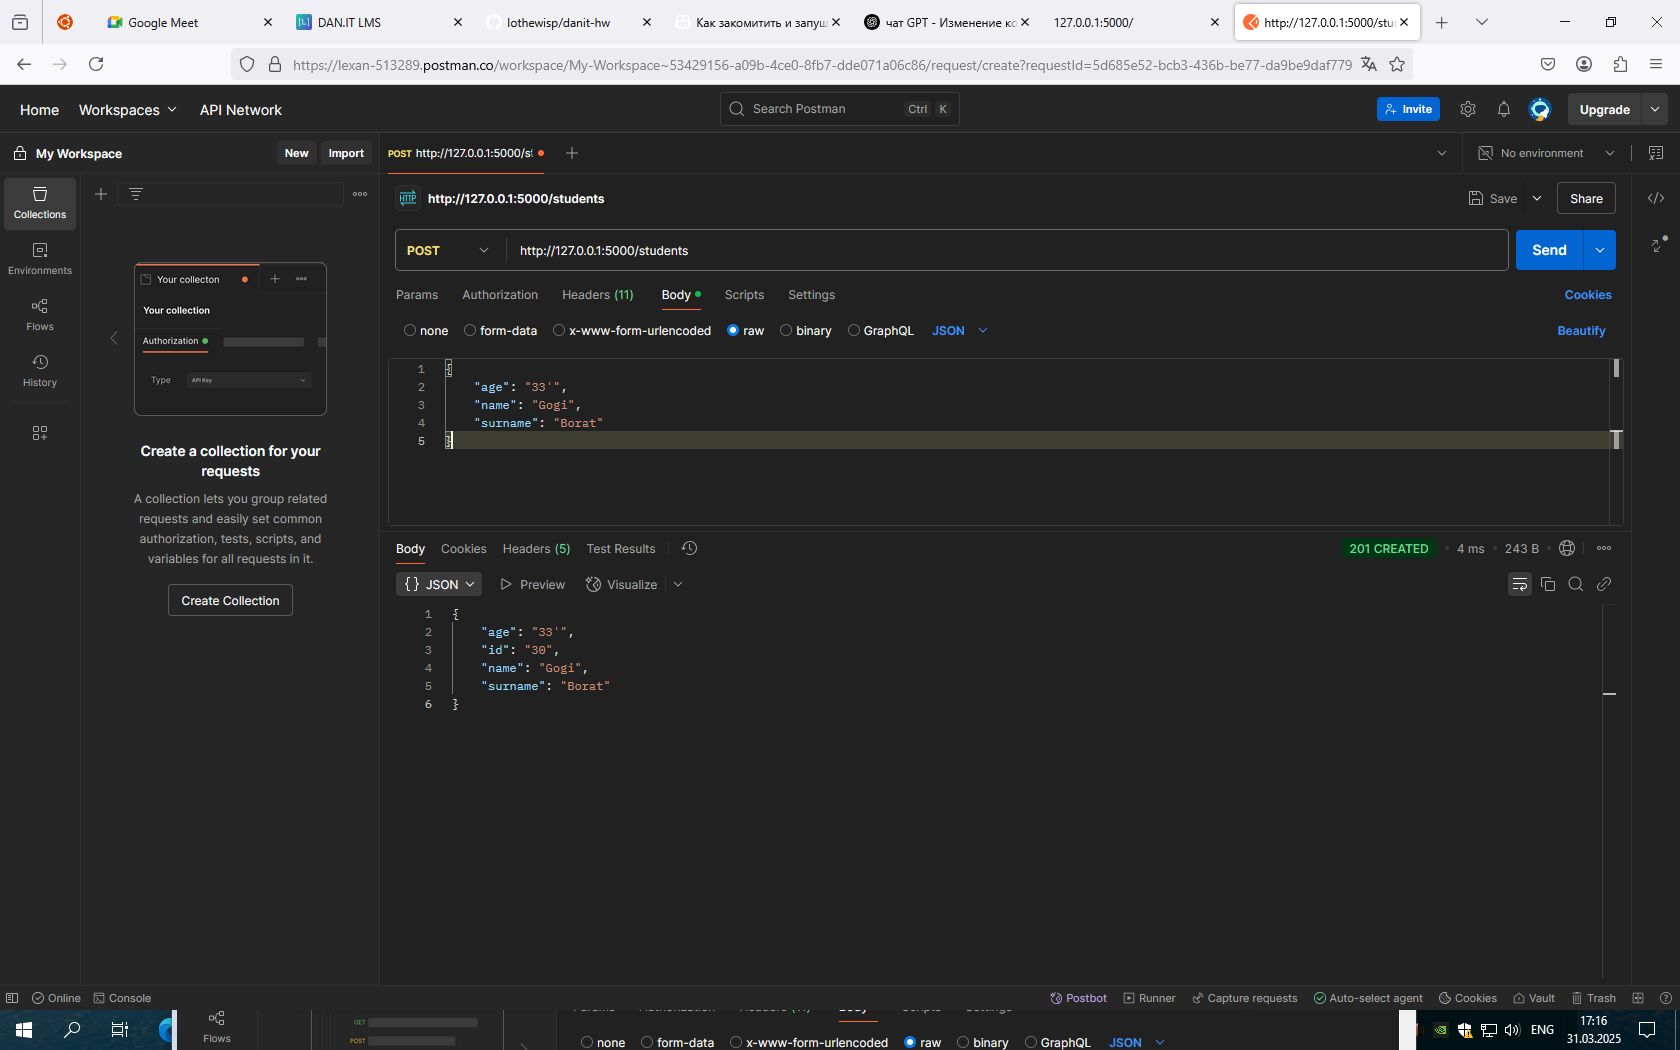 Google Meet
DAN.IT LMS
lothewisp/danit-hw
Как закомитить и запуш
чат GPT - Изменение ко
127.0.0.1:5000/
http://127.0.0.1:5000/stu
https://lexan-513289.postman.co/workspace/My-Workspace~53429156-a09b-4ce0-8fb7-dde071a06c86/request/create?requestId=5d685e52-bcb3-436b-be77-da9be9daf779
Home
Workspaces
API Network
Search Postman
Ctrl
K
Invite
Upgrade
My Workspace
New
Import
POST http://127.0.0.1:5000/s
No environment
Collections
Environments
Flows
History
Your collecton
Your collection
Authorization
Type
API Key
Create a collection for your
requests
A collection lets you group related
requests and easily set common
authorization, tests, scripts, and
variables for all requests in it.
Create Collection
HTTP
http://127.0.0.1:5000/students
Save
Share
POST
http://127.0.0.1:5000/students
Send
Params
Authorization
Headers (11)
Body
Scripts
Settings
Cookies
none
form-data
x-www-form-urlencoded
raw
binary
GraphQL
JSON
Beautify
1 {
2 "age": "33'",
3 "name": "Gogi",
4 "surname": "Borat"
5 }
Body
Cookies
Headers (5)
Test Results
201 CREATED
4 ms
243 B
{} JSON
Preview
Visualize
1 {
2 "age": "33'",
3 "id": "30",
4 "name": "Gogi",
5 "surname": "Borat"
6 }
Online
Console
Postbot
Runner
Capture requests
Auto-select agent
Cookies
Vault
Trash
Flows
GET
POST
none
form-data
x-www-form-urlencoded
raw
binary
GraphQL
JSON
ENG
17:16
31.03.2025